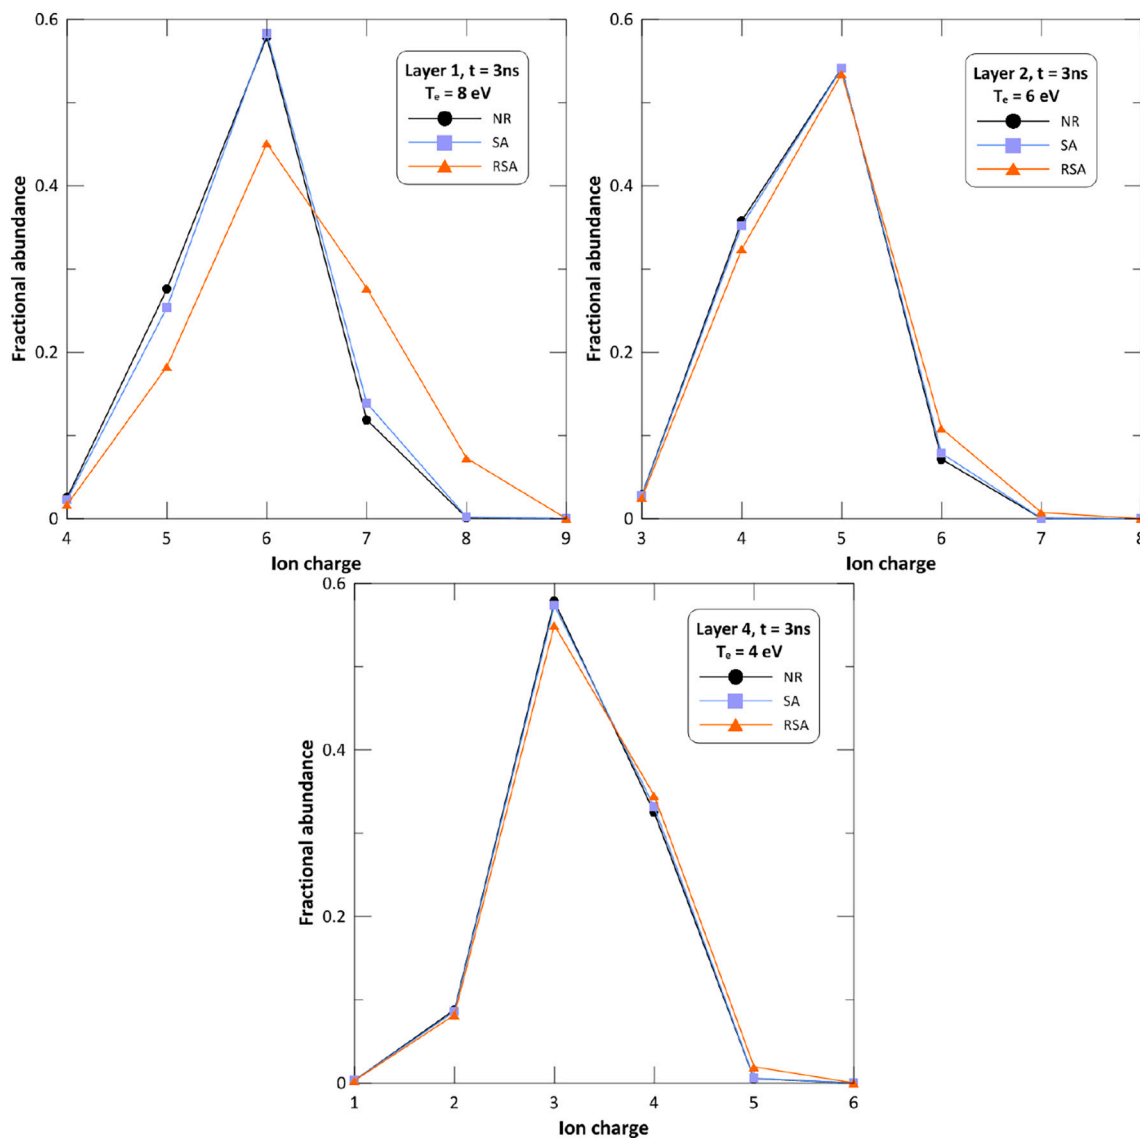 0.6
0.4
0.2
0
Fractional abundance
Layer 1, t = 3ns
Tₑ = 8 eV
NR
SA
RSA
4 5 6 7 8 9
Ion charge
0.6
0.4
0.2
0
Fractional abundance
Layer 2, t = 3ns
Tₑ = 6 eV
NR
SA
RSA
3 4 5 6 7 8
Ion charge
0.6
0.4
0.2
0
Fractional abundance
Layer 4, t = 3ns
Tₑ = 4 eV
NR
SA
RSA
1 2 3 4 5 6
Ion charge